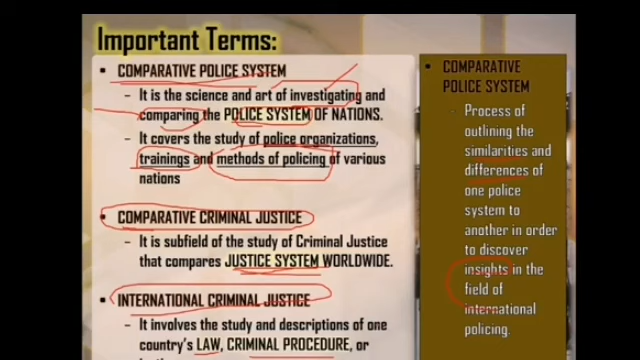 Important Terms:
• COMPARATIVE POLICE SYSTEM
– It is the science and art of investigating and
comparing the POLICE SYSTEM OF NATIONS.
– It covers the study of police organizations,
trainings and methods of policing of various
nations
• COMPARATIVE CRIMINAL JUSTICE
– It is subfield of the study of Criminal Justice
that compares JUSTICE SYSTEM WORLDWIDE.
• INTERNATIONAL CRIMINAL JUSTICE
– It involves the study and descriptions of one
country's LAW, CRIMINAL PROCEDURE, or
• COMPARATIVE
POLICE SYSTEM
– Process of
outlining the
similarities and
differences of
one police
system to
another in order
to discover
insights in the
field of
international
policing.